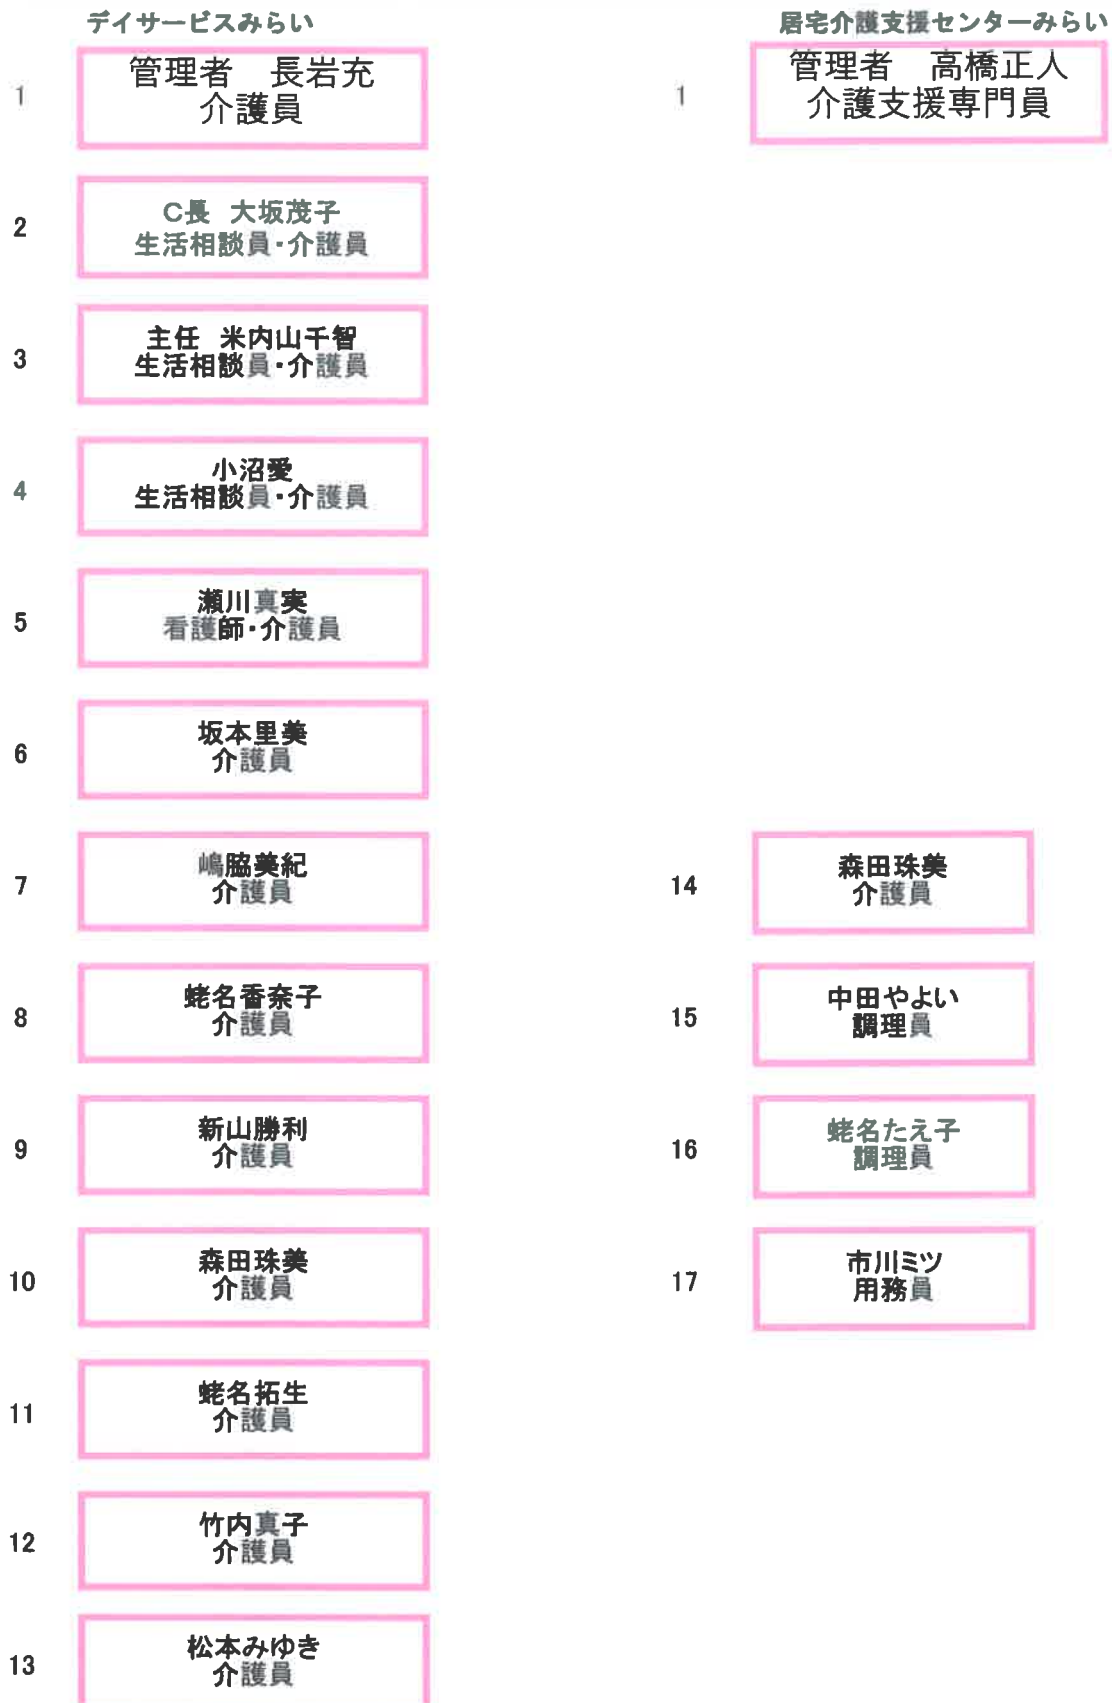 デイサービスみらい
1
管理者　長岩充
介護員
2
C長　大坂茂子
生活相談員・介護員
3
主任　米内山千智
生活相談員・介護員
4
小沼愛
生活相談員・介護員
5
瀬川真実
看護師・介護員
6
坂本里美
介護員
7
嶋脇美紀
介護員
8
蛯名香奈子
介護員
9
新山勝利
介護員
10
森田珠美
介護員
11
蛯名拓生
介護員
12
竹内真子
介護員
13
松本みゆき
介護員
居宅介護支援センターみらい
1
管理者　高橋正人
介護支援専門員
14
森田珠美
介護員
15
中田やよい
調理員
16
蛯名たえ子
調理員
17
市川ミツ
用務員